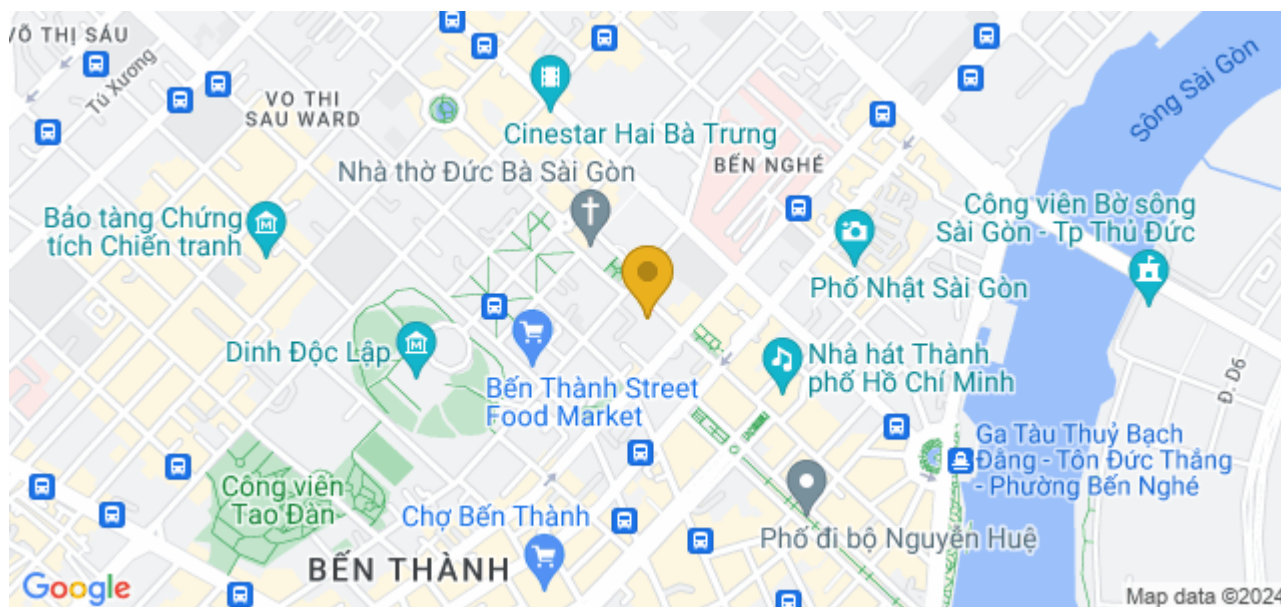 VÕ THỊ SÁU
Tú Xương
VO THI
SAU WARD
Cinestar Hai Bà Trưng
Sông Sài Gòn
Nhà thờ Đức Bà Sài Gòn
BẾN NGHÉ
Bảo tàng Chứng
tích Chiến tranh
Công viên Bờ sông
Sài Gòn - Tp Thủ Đức
Phố Nhật Sài Gòn
Dinh Độc Lập
Bến Thành Street
Food Market
Nhà hát Thành
phố Hồ Chí Minh
Đ. D6
Ga Tàu Thuỷ Bạch
Đằng - Tôn Đức Thắng
- Phường Bến Nghé
Công viên
Tao Đàn
Chợ Bến Thành
Phố đi bộ Nguyễn Huệ
BẾN THÀNH
Google
Map data ©2024